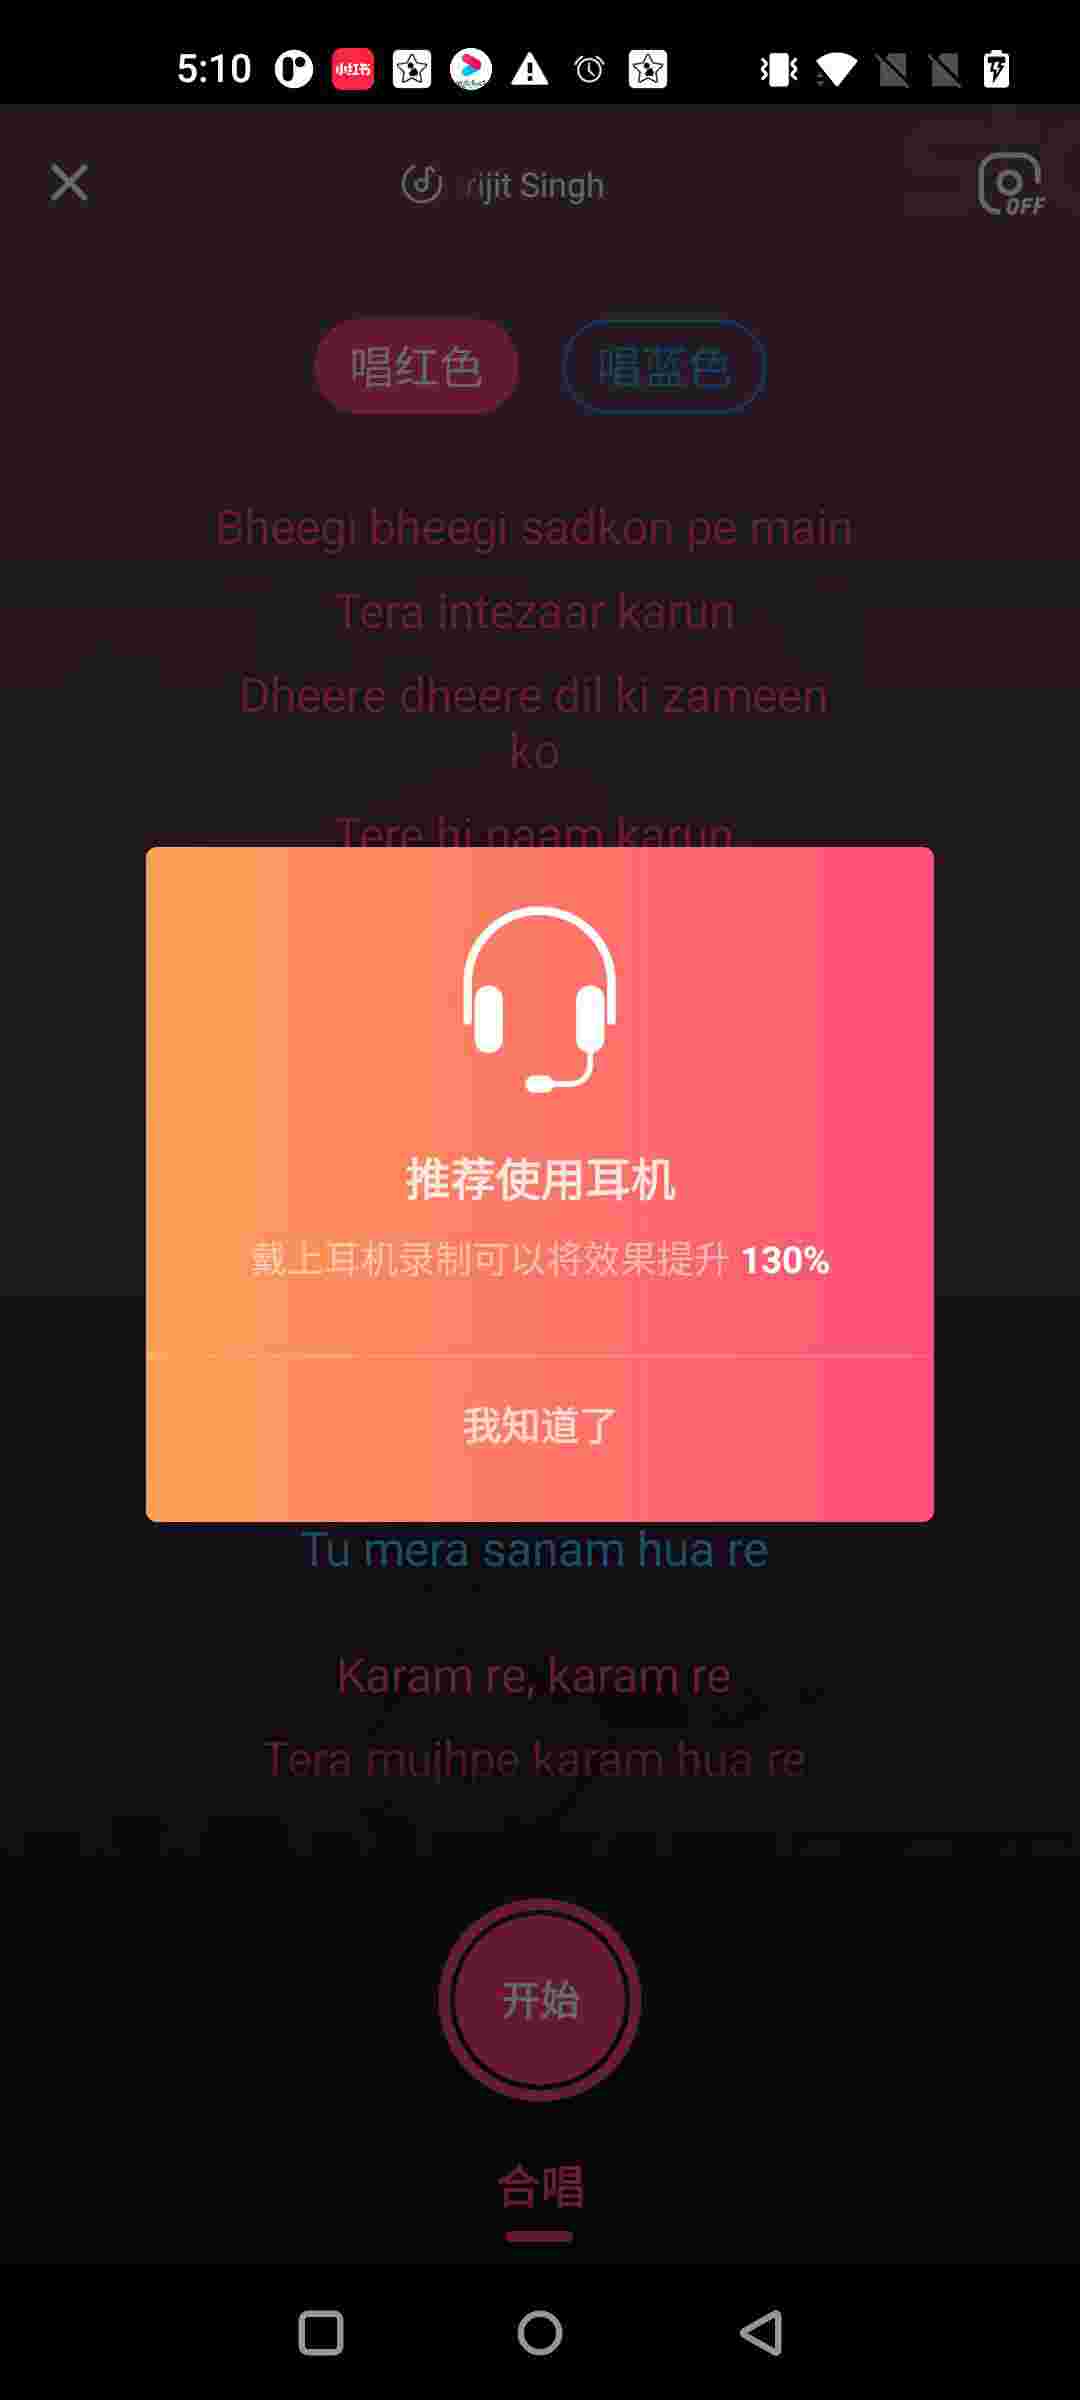 5:10
小红书
rijit Singh
OFF
唱红色
唱蓝色
Bheegi bheegi sadkon pe main
Tera intezaar karun
Dheere dheere dil ki zameen
ko
Tere hi naam karun
推荐使用耳机
戴上耳机录制可以将效果提升 130%
我知道了
Tu mera sanam hua re
Karam re, karam re
Tera mujhpe karam hua re
开始
合唱